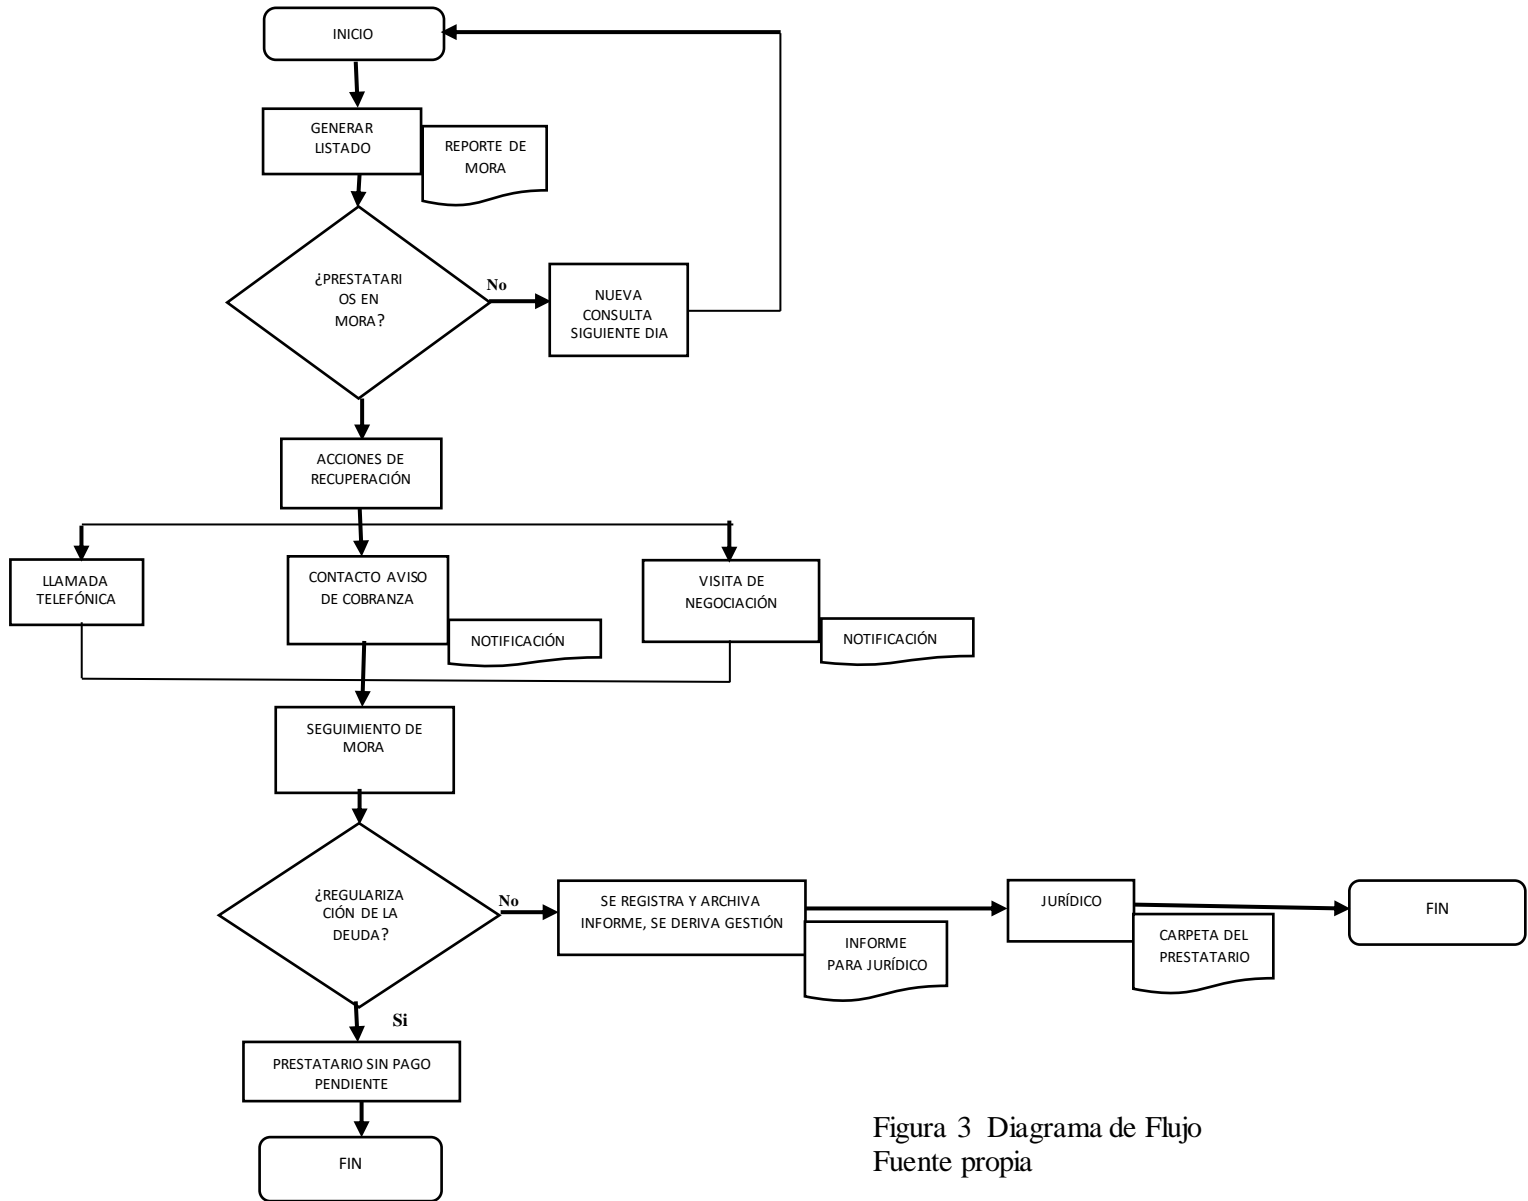 INICIO
GENERAR
LISTADO
REPORTE DE
MORA
¿PRESTATARI
OS EN
MORA?
No
NUEVA
CONSULTA
SIGUIENTE DIA
ACCIONES DE
RECUPERACIÓN
LLAMADA
TELEFÓNICA
CONTACTO AVISO
DE COBRANZA
NOTIFICACIÓN
VISITA DE
NEGOCIACIÓN
NOTIFICACIÓN
SEGUIMIENTO DE
MORA
¿REGULARIZA
CIÓN DE LA
DEUDA?
No
SE REGISTRA Y ARCHIVA
INFORME, SE DERIVA GESTIÓN
INFORME
PARA JURÍDICO
JURÍDICO
CARPETA DEL
PRESTATARIO
FIN
Si
PRESTATARIO SIN PAGO
PENDIENTE
FIN
Figura 3 Diagrama de Flujo
Fuente propia